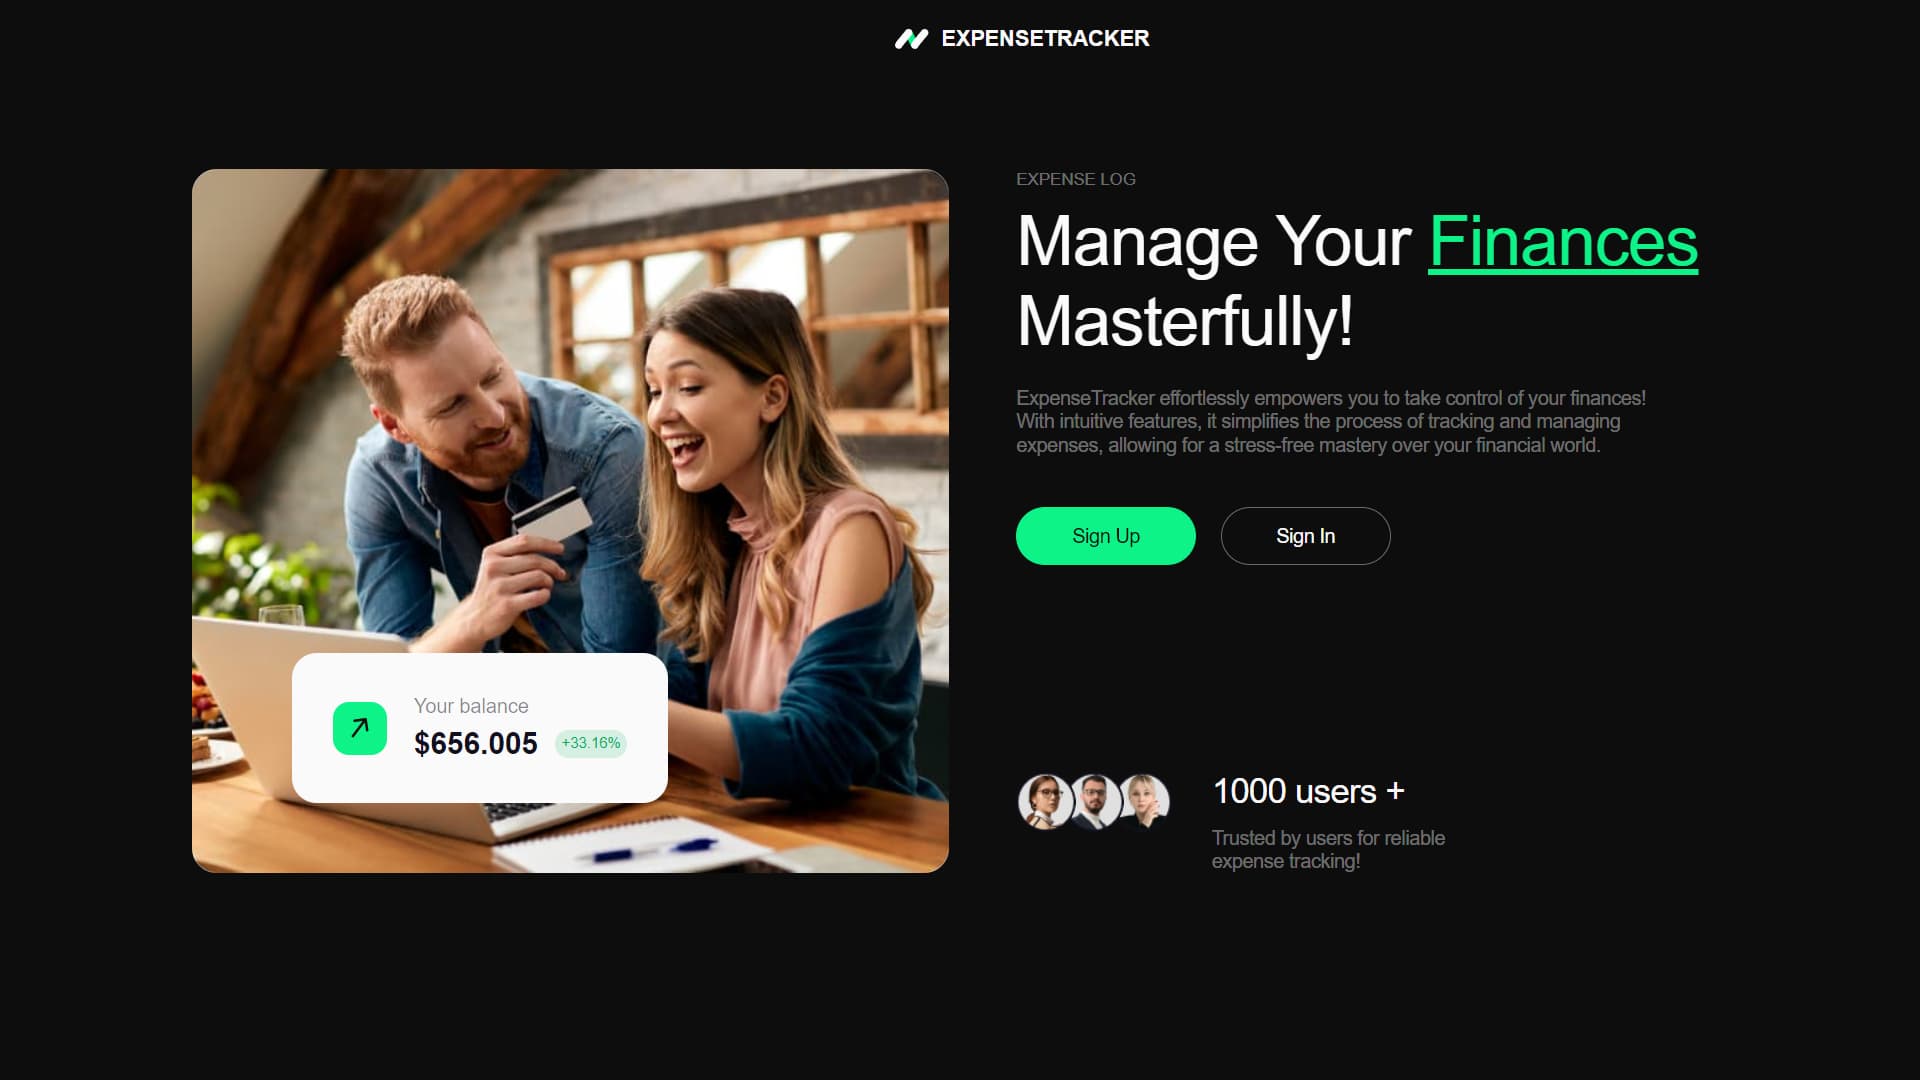 EXPENSETRACKER
EXPENSE LOG
Manage Your Finances
Masterfully!
ExpenseTracker effortlessly empowers you to take control of your finances!
With intuitive features, it simplifies the process of tracking and managing
expenses, allowing for a stress-free mastery over your financial world.
Sign Up
Sign In
Your balance
$656.005
+33.16%
1000 users +
Trusted by users for reliable
expense tracking!